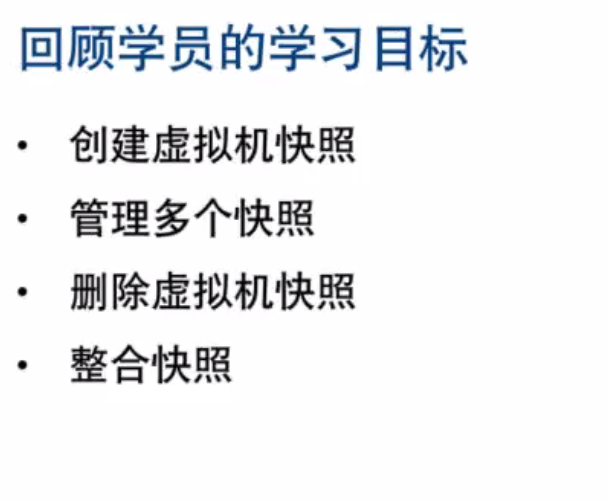 回顾学员的学习目标
• 创建虚拟机快照
• 管理多个快照
• 删除虚拟机快照
• 整合快照